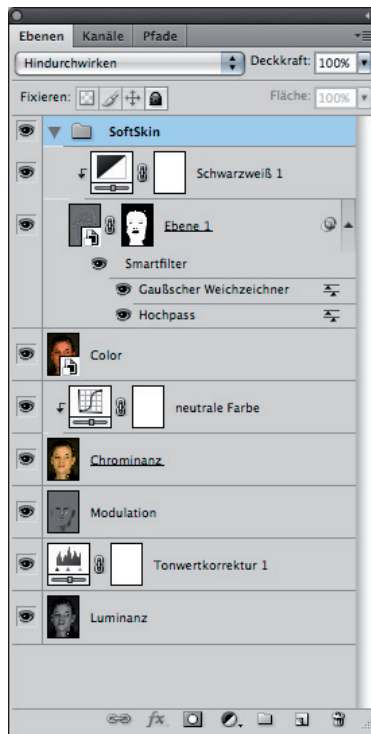 Ebenen Kanäle Pfade
Hindurchwirken Deckkraft: 100%
Fixieren: Fläche: 100%
SoftSkin
Schwarzweiß 1
Ebene 1
Smartfilter
Gaußscher Weichzeichner
Hochpass
Color
neutrale Farbe
Chrominanz
Modulation
Tonwertkorrektur 1
Luminanz
fx.